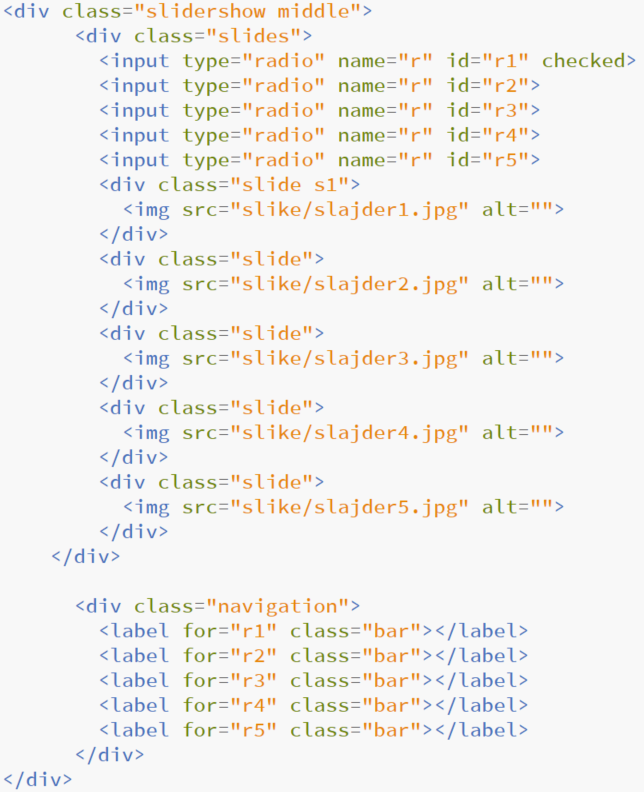 <div class="slidershow middle">
      <div class="slides">
        <input type="radio" name="r" id="r1" checked>
        <input type="radio" name="r" id="r2">
        <input type="radio" name="r" id="r3">
        <input type="radio" name="r" id="r4">
        <input type="radio" name="r" id="r5">
        <div class="slide s1">
          <img src="slike/slajder1.jpg" alt="">
        </div>
        <div class="slide">
          <img src="slike/slajder2.jpg" alt="">
        </div>
        <div class="slide">
          <img src="slike/slajder3.jpg" alt="">
        </div>
        <div class="slide">
          <img src="slike/slajder4.jpg" alt="">
        </div>
        <div class="slide">
          <img src="slike/slajder5.jpg" alt="">
        </div>
    </div>

      <div class="navigation">
        <label for="r1" class="bar"></label>
        <label for="r2" class="bar"></label>
        <label for="r3" class="bar"></label>
        <label for="r4" class="bar"></label>
        <label for="r5" class="bar"></label>
      </div>
</div>